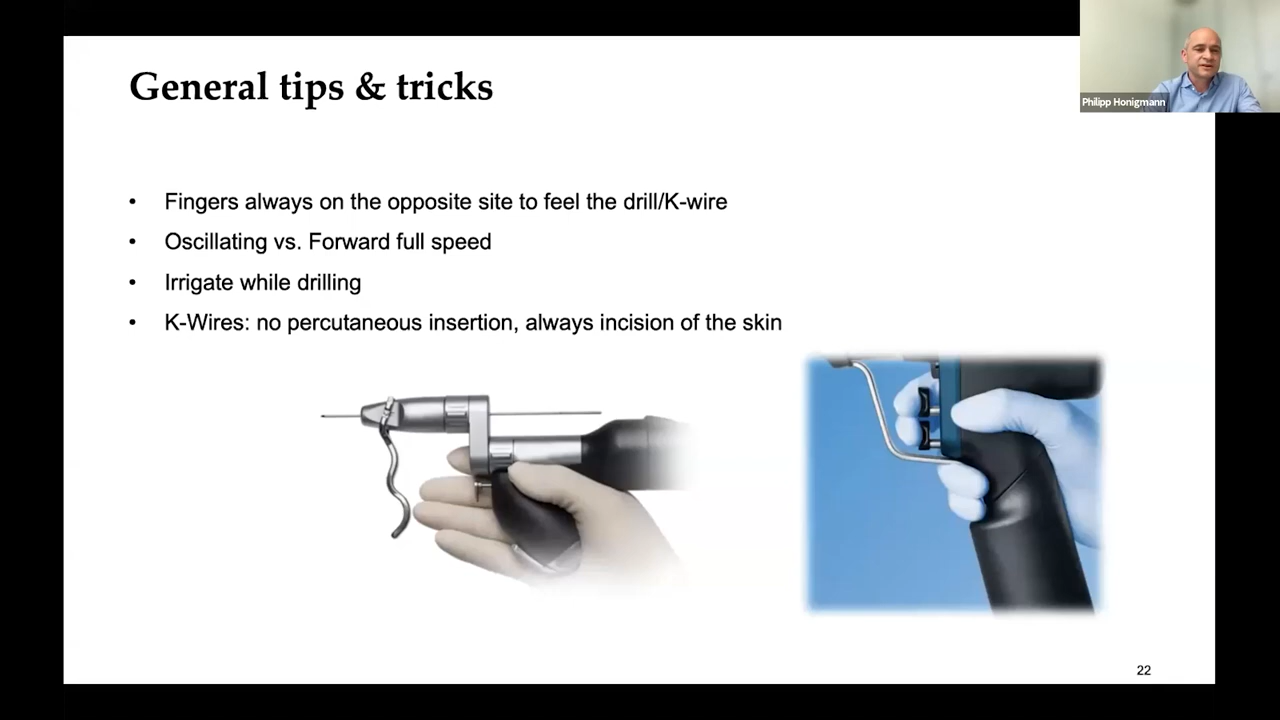 General tips & tricks
Philipp Honigmann
• Fingers always on the opposite site to feel the drill/K-wire
• Oscillating vs. Forward full speed
• Irrigate while drilling
• K-Wires: no percutaneous insertion, always incision of the skin
22